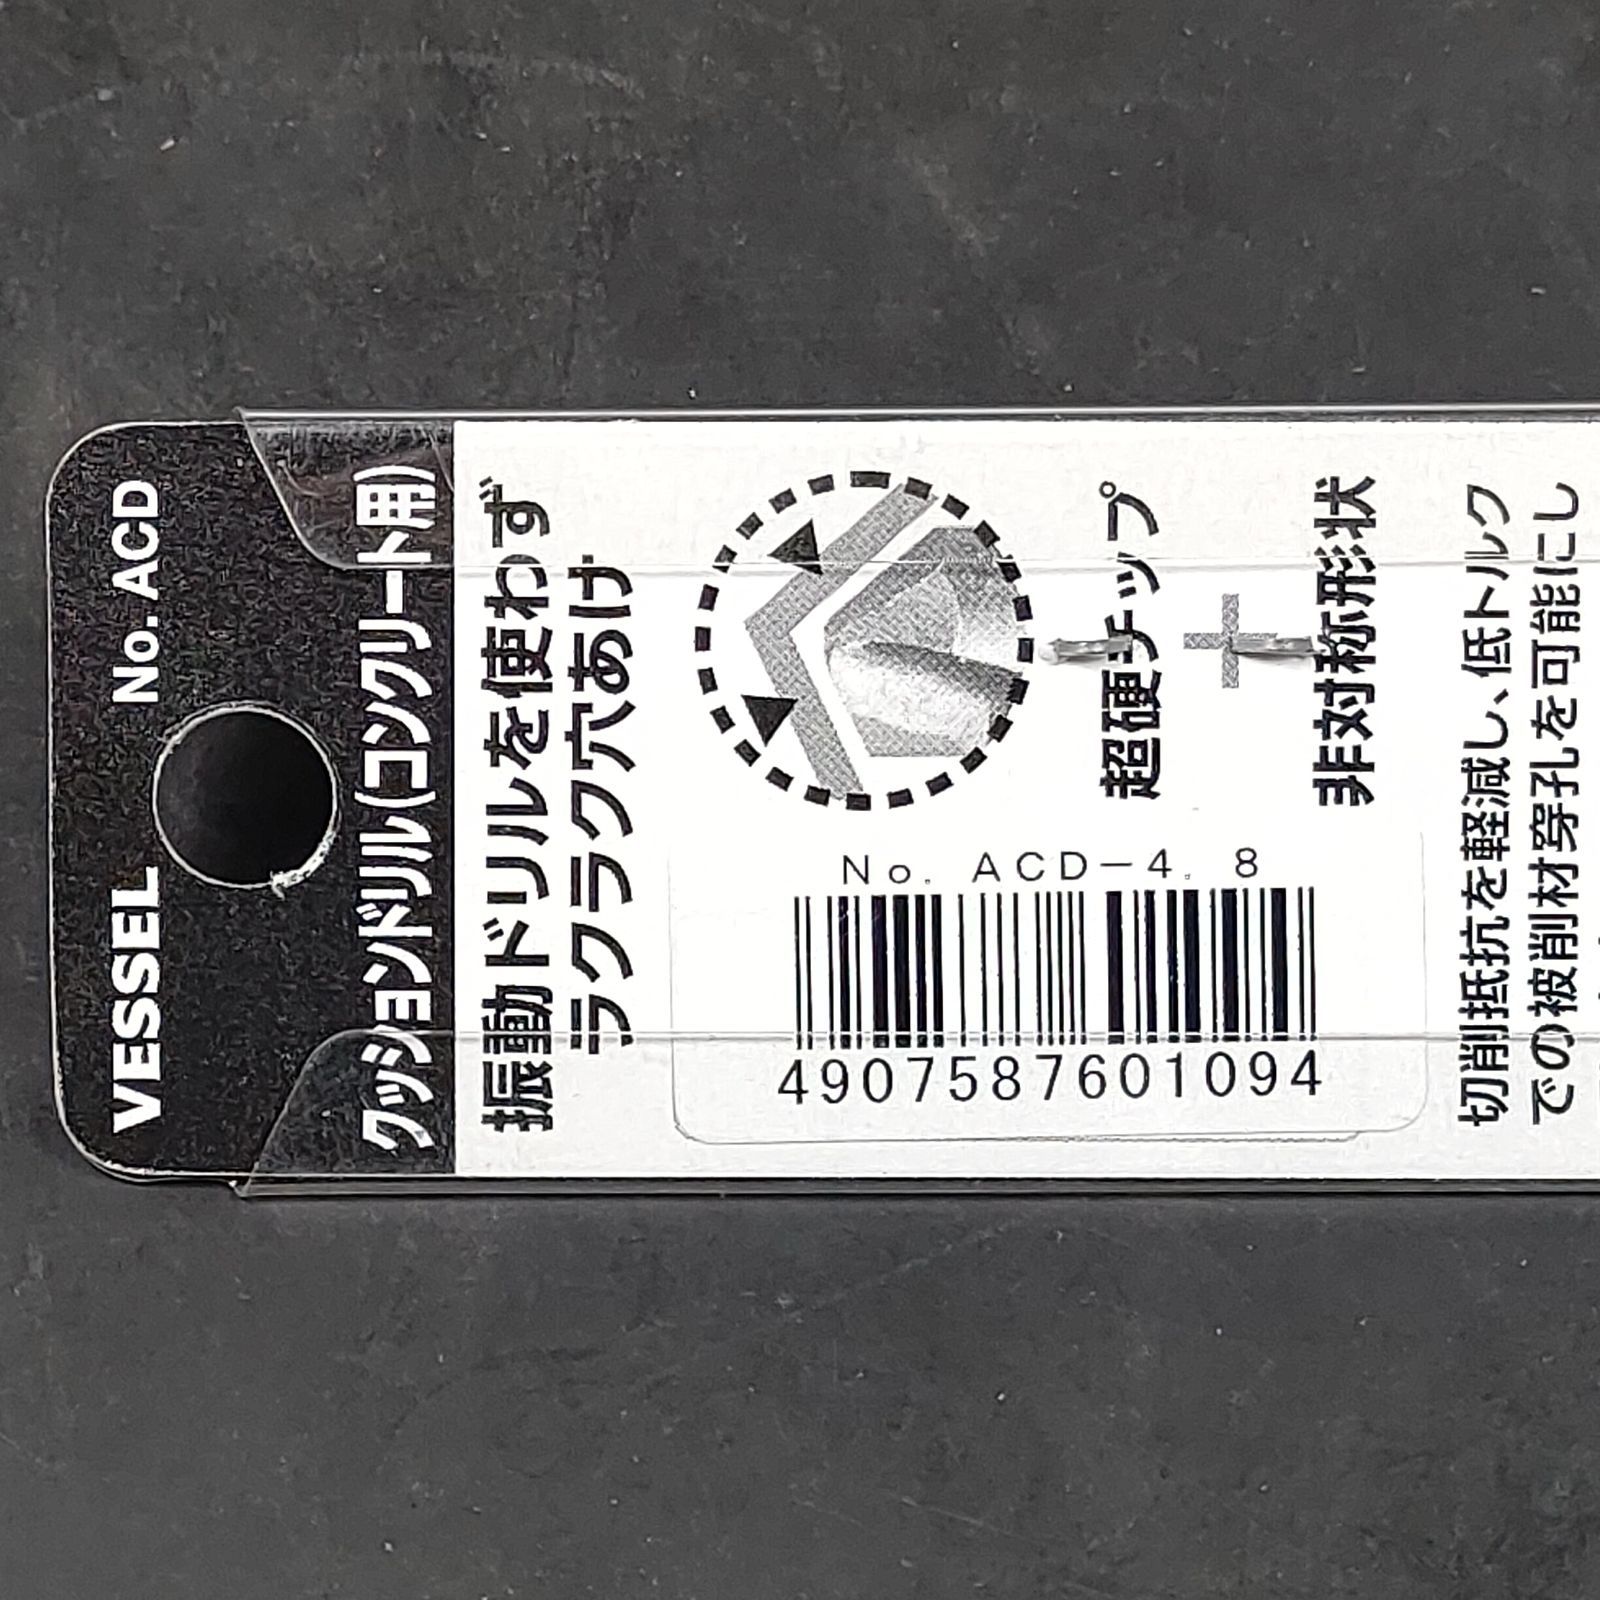 VESSEL No. ACD
クッションドリル(コンクリート用)
振動ドリルを使わず
ラクラク穴あけ
超硬チップ
+
非対称形状
No. ACD-4. 8
4907587601094
切削抵抗を軽減し、低トルク
での被削材穿孔を可能にし